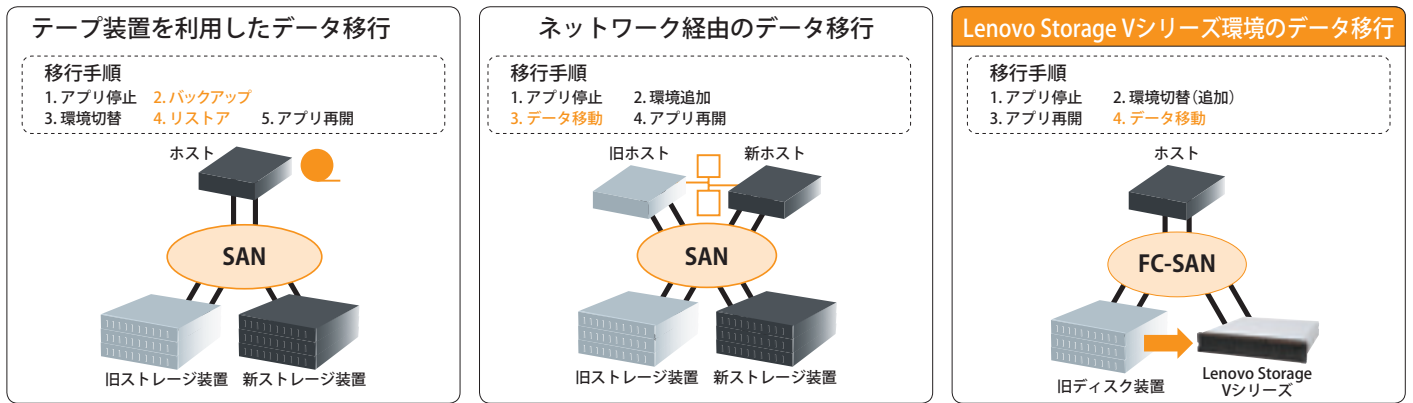 テープ装置を利用したデータ移行
移行手順
1. アプリ停止 2. バックアップ
3. 環境切替 4. リストア 5. アプリ再開
ホスト
SAN
旧ストレージ装置 新ストレージ装置
ネットワーク経由のデータ移行
移行手順
1. アプリ停止 2. 環境追加
3. データ移動 4. アプリ再開
旧ホスト 新ホスト
SAN
旧ストレージ装置 新ストレージ装置
Lenovo Storage Vシリーズ環境のデータ移行
移行手順
1. アプリ停止 2. 環境切替(追加)
3. アプリ再開 4. データ移動
ホスト
FC-SAN
旧ディスク装置
Lenovo Storage
Vシリーズ